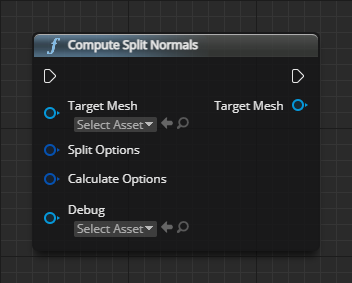 Compute Split Normals
Target Mesh Target Mesh
Select Asset
Split Options
Calculate Options
Debug
Select Asset